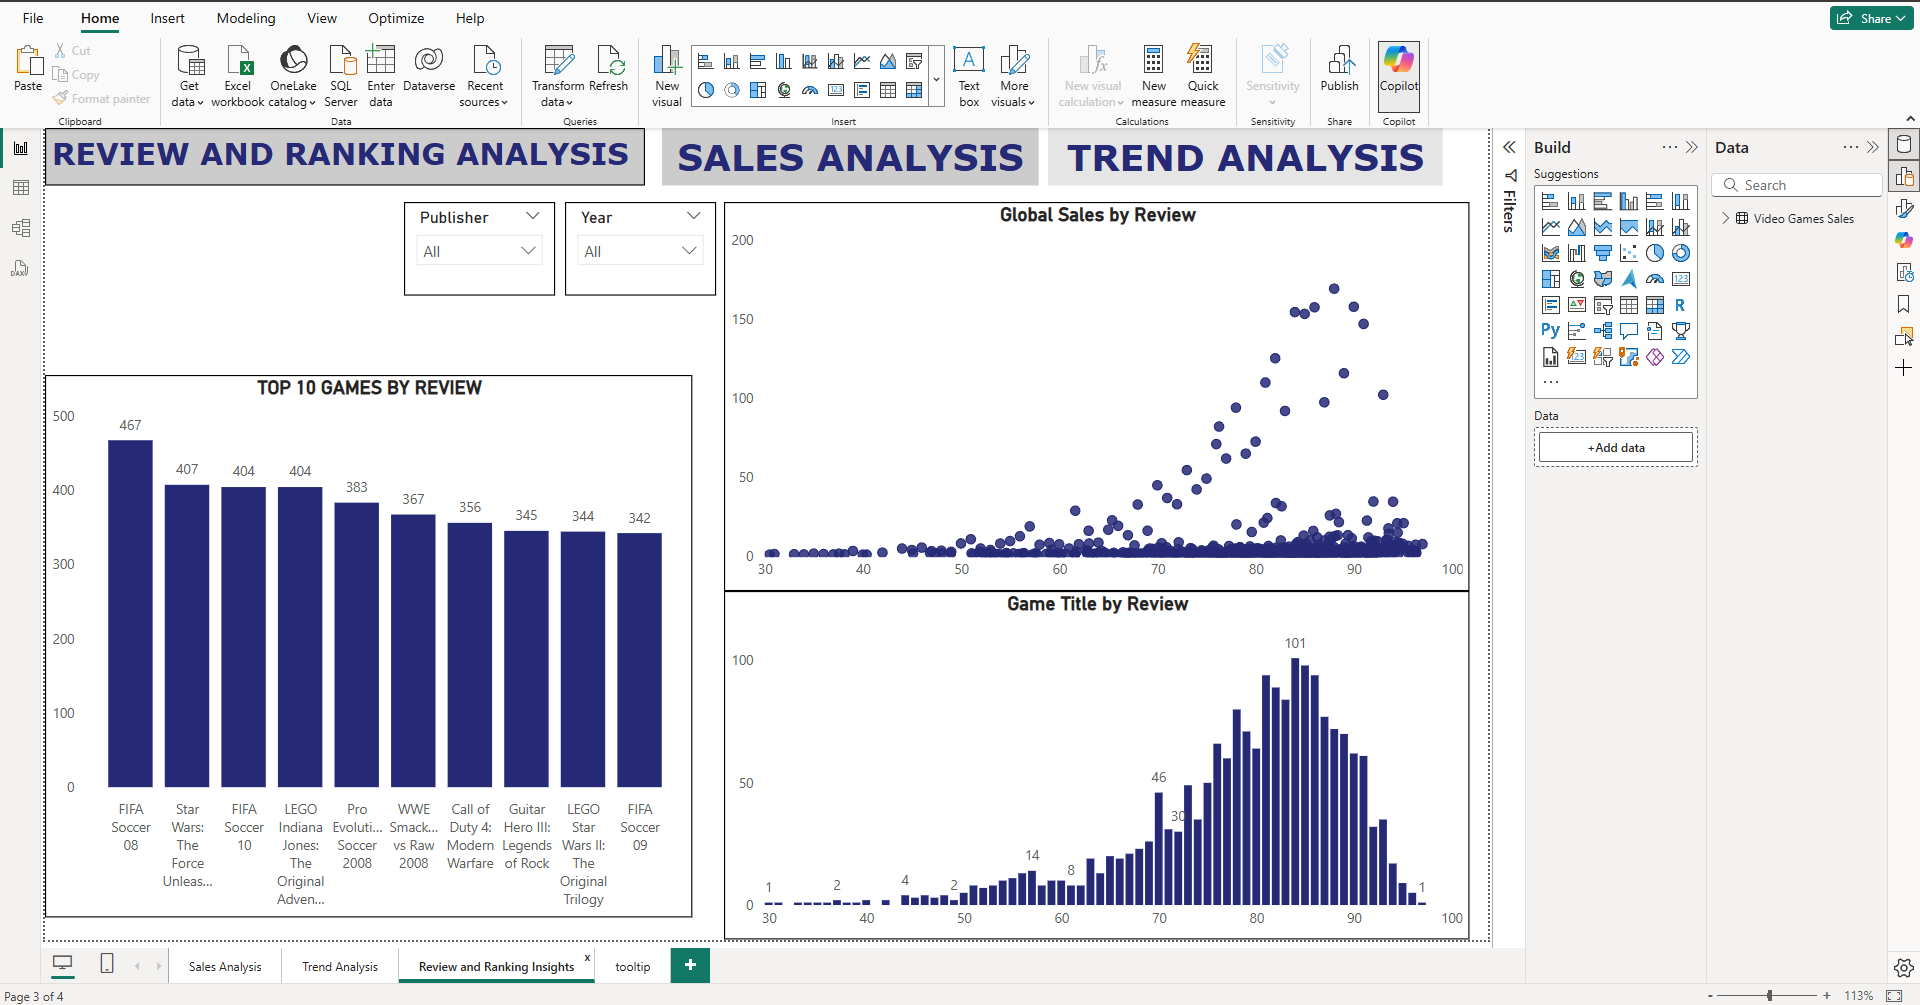 File Home Insert Modeling View Optimize Help
Share
Paste
Cut
Copy
Format painter
Clipboard
Get data
Excel workbook
OneLake catalog
SQL Server
Enter data
Dataverse
Recent sources
Data
Transform data
Refresh
Queries
New visual
Text box
More visuals
Insert
New visual calculation
New measure
Quick measure
Calculations
Sensitivity
Sensitivity
Publish
Share
Copilot
Copilot
REVIEW AND RANKING ANALYSIS
SALES ANALYSIS
TREND ANALYSIS
Publisher
All
Year
All
TOP 10 GAMES BY REVIEW
500
400
300
200
100
0
467 407 404 404 383 367 356 345 344 342
FIFA Soccer 08
Star Wars: The Force Unleas...
FIFA Soccer 10
LEGO Indiana Jones: The Original Adven...
Pro Evoluti... Soccer 2008
WWE Smack... vs Raw 2008
Call of Duty 4: Modern Warfare
Guitar Hero III: Legends of Rock
LEGO Star Wars II: The Original Trilogy
FIFA Soccer 09
Global Sales by Review
200
150
100
50
0
30 40 50 60 70 80 90 100
Game Title by Review
100
50
0
1 2 4 2 14 8 46 30 101 1
30 40 50 60 70 80 90 100
Filters
Build
Suggestions
123
R
Py
123
...
Data
+Add data
Data
Search
Video Games Sales
DAX
Sales Analysis
Trend Analysis
Review and Ranking Insights
x
tooltip
+
Page 3 of 4
- + 113%